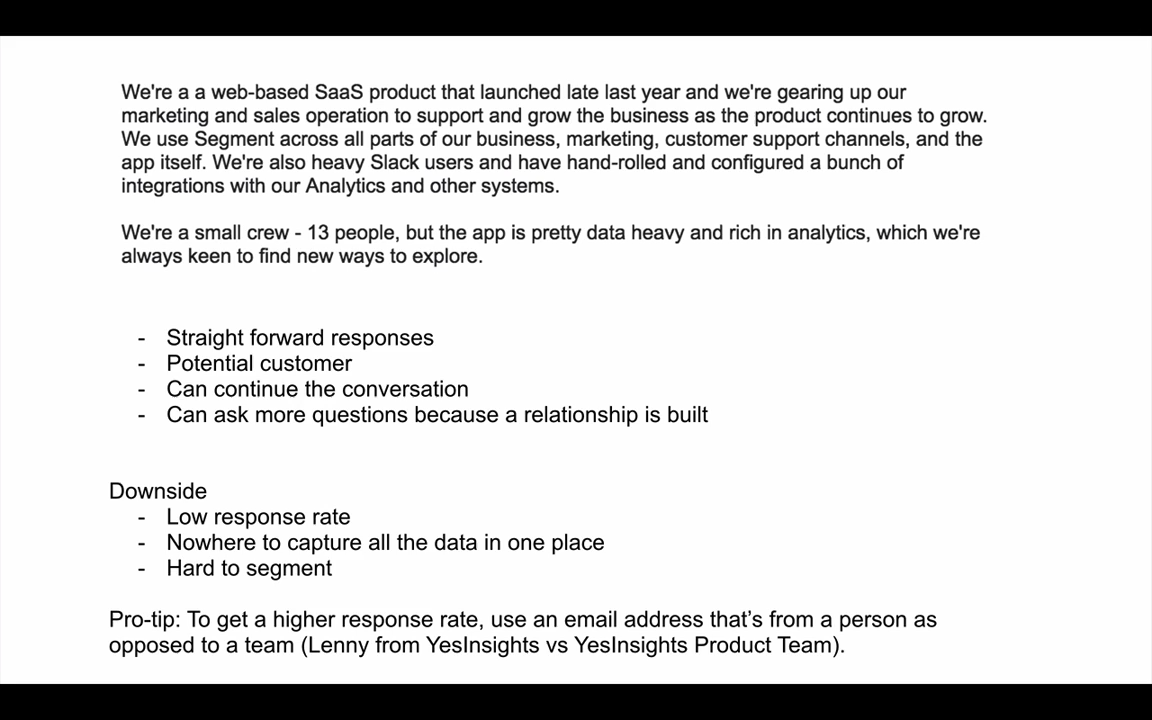 We're a a web-based SaaS product that launched late last year and we're gearing up our
marketing and sales operation to support and grow the business as the product continues to grow.
We use Segment across all parts of our business, marketing, customer support channels, and the
app itself. We're also heavy Slack users and have hand-rolled and configured a bunch of
integrations with our Analytics and other systems.
We're a small crew - 13 people, but the app is pretty data heavy and rich in analytics, which we're
always keen to find new ways to explore.
- Straight forward responses
- Potential customer
- Can continue the conversation
- Can ask more questions because a relationship is built
Downside
- Low response rate
- Nowhere to capture all the data in one place
- Hard to segment
Pro-tip: To get a higher response rate, use an email address that’s from a person as
opposed to a team (Lenny from YesInsights vs YesInsights Product Team).